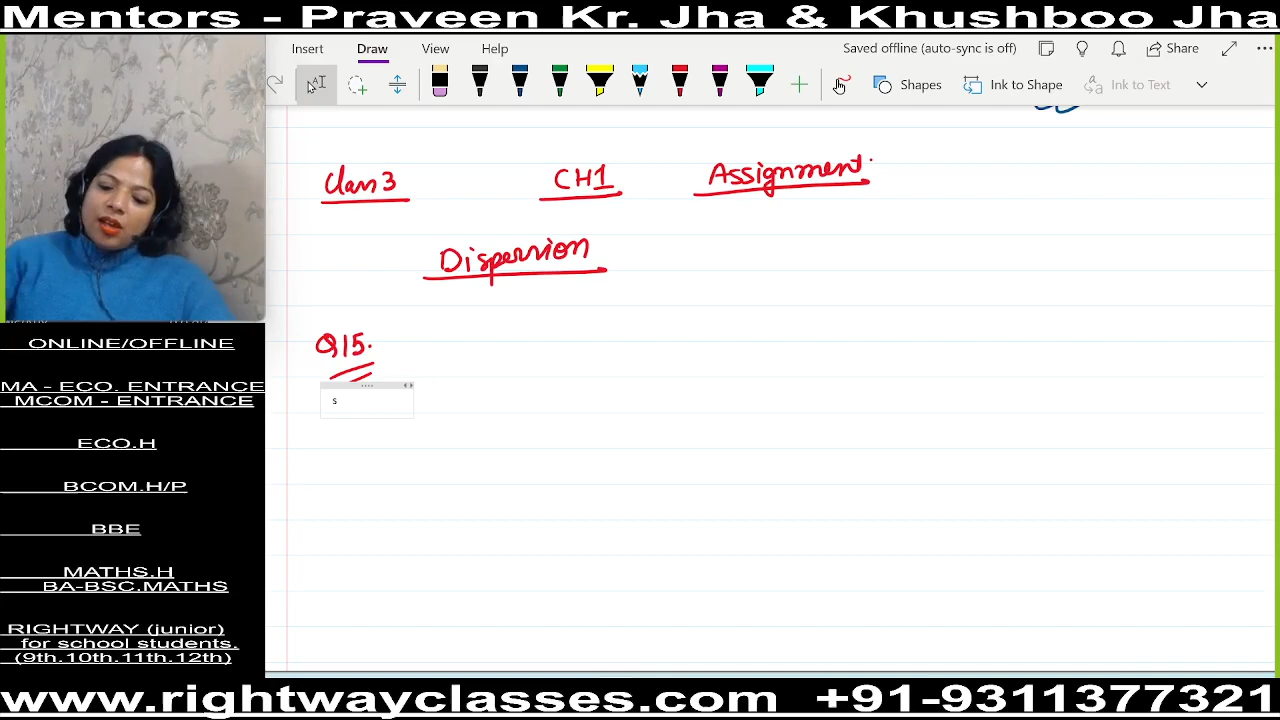 Mentors - Praveen Kr. Jha & Khushboo Jha
Insert Draw View Help Saved offline (auto-sync is off) Share
Shapes Ink to Shape Ink to Text
Class 3 CH1 Assignment
Dispersion
Q15.
s
ONLINE/OFFLINE
MA - ECO. ENTRANCE
MCOM - ENTRANCE
ECO.H
BCOM.H/P
BBE
MATHS.H
BA-BSC.MATHS
RIGHTWAY (junior)
for school students.
(9th.10th.11th.12th)
www.rightwayclasses.com +91-9311377321